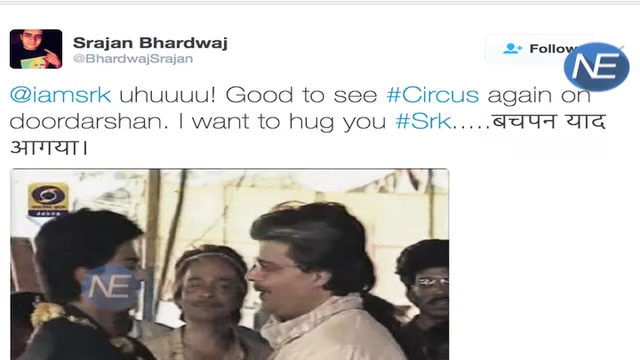 Srajan Bhardwaj
@BhardwajSrajan
Follow
NE
@iamsrk uhuuuu! Good to see #Circus again on
doordarshan. I want to hug you #Srk.....बचपन याद
आगया।
NE